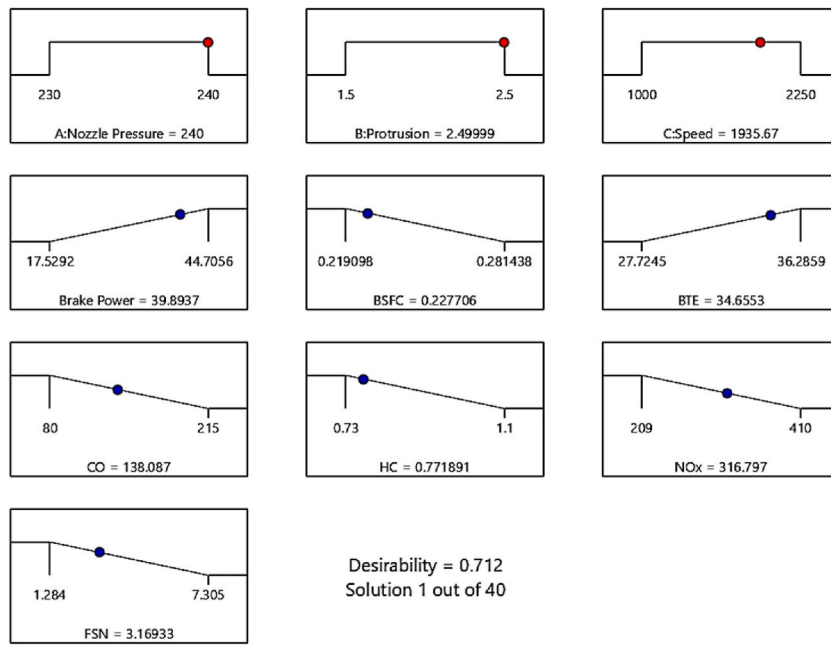 230 240
A:Nozzle Pressure = 240
1.5 2.5
B:Protrusion = 2.49999
1000 2250
C:Speed = 1935.67
17.5292 44.7056
Brake Power = 39.8937
0.219098 0.281438
BSFC = 0.227706
27.7245 36.2859
BTE = 34.6553
80 215
CO = 138.087
0.73 1.1
HC = 0.771891
209 410
NOx = 316.797
1.284 7.305
FSN = 3.16933
Desirability = 0.712
Solution 1 out of 40